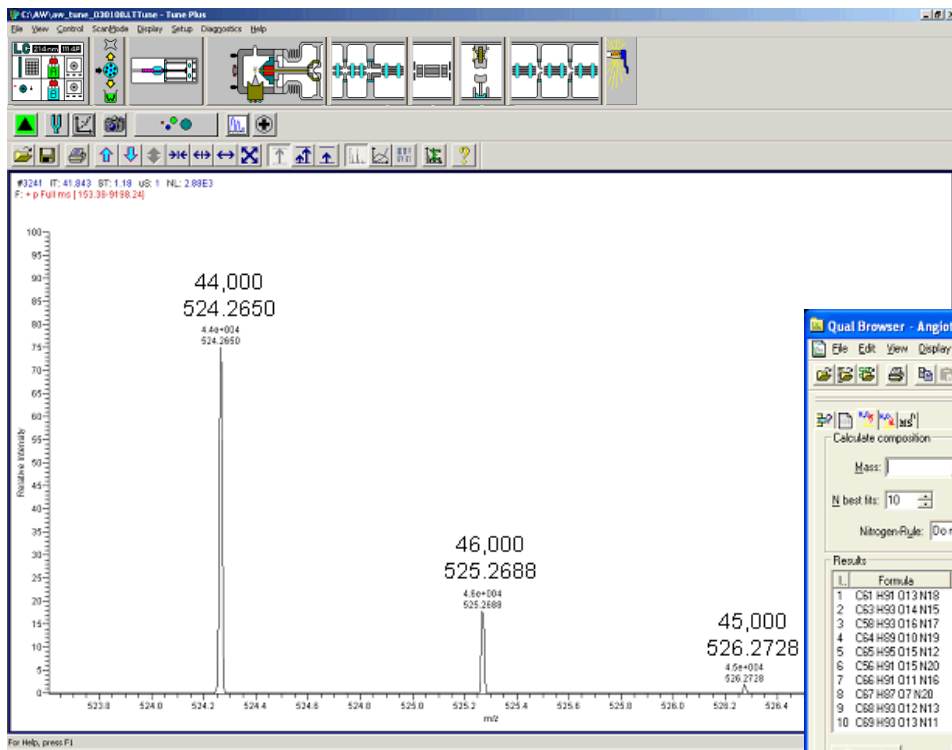 C:\AW\aw_tune_030108.LTTune - Tune Plus
File View Control ScanMode Display Setup Diagnostics Help
LC 214nm
#3241 IT: 41.843 ST: 1.18 uS: 1 NL: 2.88E3
F: + p Full ms [ 153.38-9198.24]
100
95
90
85
80
75
70
65
60
55
50
45
40
35
30
25
20
15
10
5
0
Relative Intensity
44,000
524.2650
4.4e+004
524.2650
46,000
525.2688
4.6e+004
525.2688
45,000
526.2728
4.5e+004
526.2728
523.8 524.0 524.2 524.4 524.6 524.8 525.0 525.2 525.4 525.6 525.8 526.0 526.2 526.4
m/z
For Help, press F1
Qual Browser - Angiot
File Edit View Display
Calculate composition
Mass:
N best fits: 10
Nitrogen-Rule: Do n
Results
I.. Formula
1 C61 H91 O13 N18
2 C63 H93 O14 N15
3 C58 H93 O16 N17
4 C64 H89 O10 N19
5 C65 H95 O15 N12
6 C56 H91 O15 N20
7 C66 H91 O11 N16
8 C67 H87 O7 N20
9 C68 H93 O12 N13
10 C69 H93 O13 N11